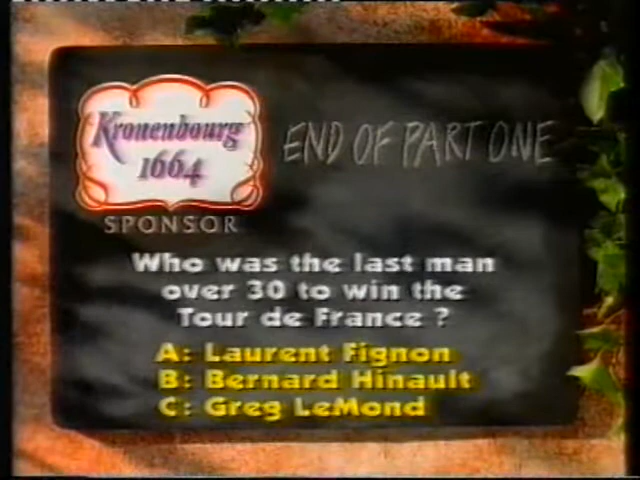 Kronenbourg
1664
SPONSOR
END OF PART ONE
Who was the last man
over 30 to win the
Tour de France ?
A: Laurent Fignon
B: Bernard Hinault
C: Greg LeMond